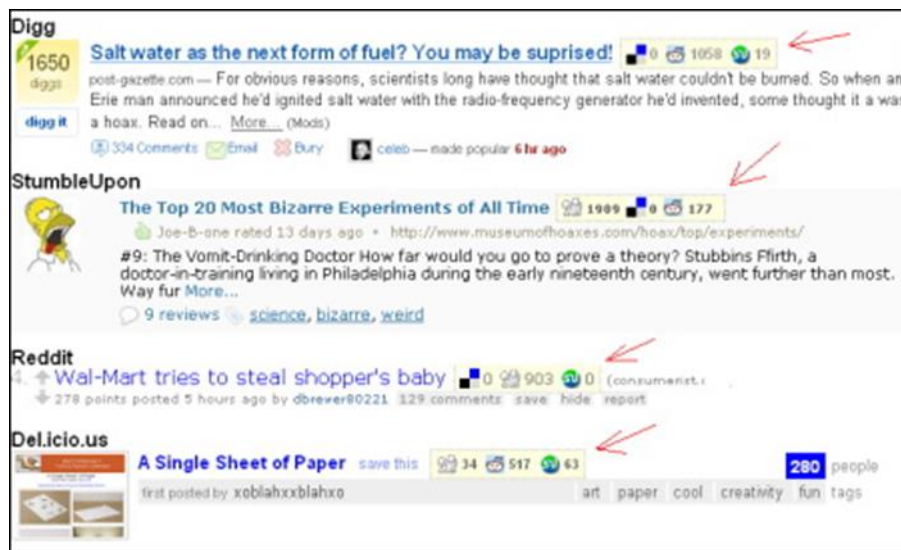 Digg
1650
diggs
digg it
Salt water as the next form of fuel? You may be suprised! 0 1058 19
post-gazette.com — For obvious reasons, scientists long have thought that salt water couldn't be burned. So when an
Erie man announced he'd ignited salt water with the radio-frequency generator he'd invented, some thought it a was
a hoax. Read on... More... (Mods)
334 Comments Email Bury celeb — made popular 6 hr ago
StumbleUpon
The Top 20 Most Bizarre Experiments of All Time 1989 0 177
Joe-B-one rated 13 days ago • http://www.museumofhoaxes.com/hoax/top/experiments/
#9: The Vomit-Drinking Doctor How far would you go to prove a theory? Stubbins Ffirth, a
doctor-in-training living in Philadelphia during the early nineteenth century, went further than most.
Way fur More...
9 reviews science, bizarre, weird
Reddit
4. Wal-Mart tries to steal shopper's baby 0 903 0 (consumerist.
278 points posted 5 hours ago by dbrewer80221 129 comments save hide report
Del.icio.us
A Single Sheet of Paper save this 34 517 63 280 people
first posted by xoblahxxblahxo art paper cool creativity fun tags